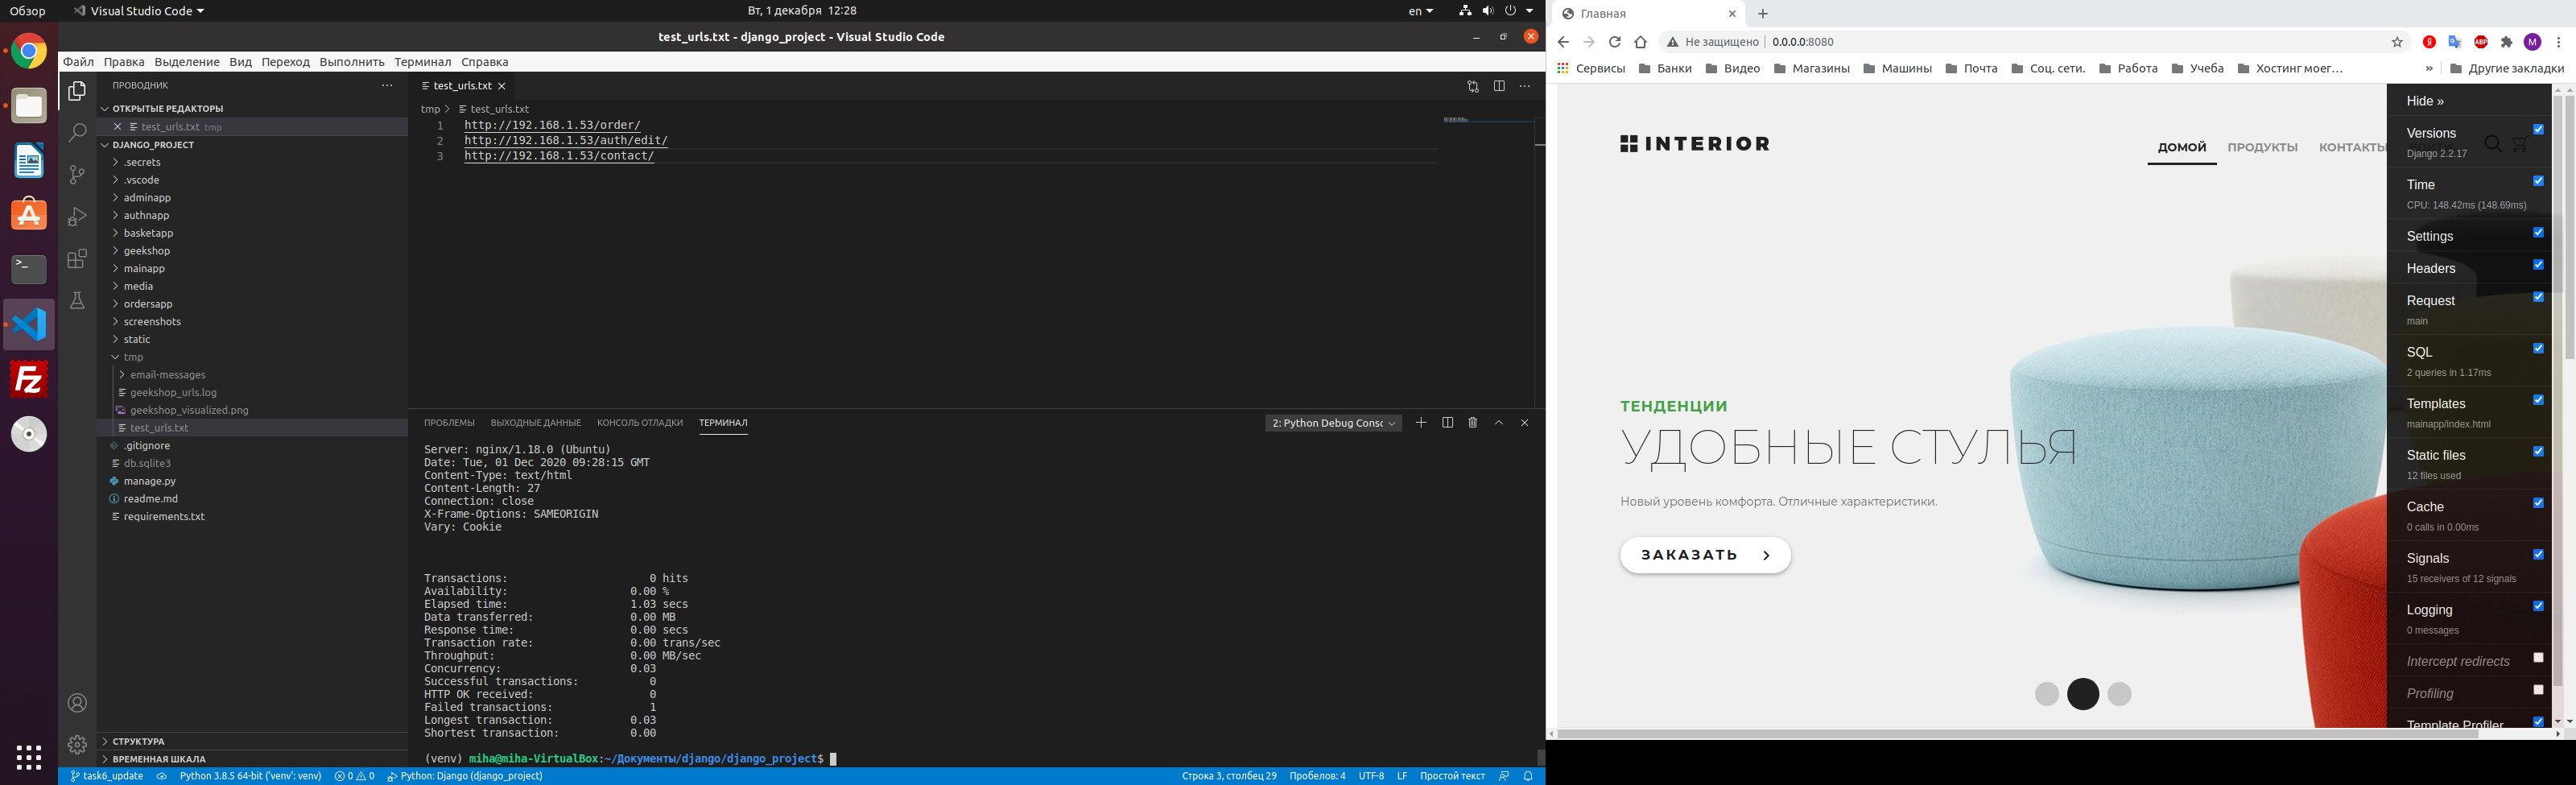 Обзор
Visual Studio Code
Вт, 1 декабря 12:28
en
test_urls.txt - django_project - Visual Studio Code
Файл Правка Выделение Вид Переход Выполнить Терминал Справка
ПРОВОДНИК
ОТКРЫТЫЕ РЕДАКТОРЫ
test_urls.txt tmp
DJANGO_PROJECT
.secrets
.vscode
adminapp
authnapp
basketapp
geekshop
mainapp
media
ordersapp
screenshots
static
tmp
email-messages
geekshop_urls.log
geekshop_visualized.png
test_urls.txt
.gitignore
db.sqlite3
manage.py
readme.md
requirements.txt
СТРУКТУРА
ВРЕМЕННАЯ ШКАЛА
test_urls.txt
tmp > test_urls.txt
1 http://192.168.1.53/order/
2 http://192.168.1.53/auth/edit/
3 http://192.168.1.53/contact/
ПРОБЛЕМЫ ВЫХОДНЫЕ ДАННЫЕ КОНСОЛЬ ОТЛАДКИ ТЕРМИНАЛ
2: Python Debug Consc
Server: nginx/1.18.0 (Ubuntu)
Date: Tue, 01 Dec 2020 09:28:15 GMT
Content-Type: text/html
Content-Length: 27
Connection: close
X-Frame-Options: SAMEORIGIN
Vary: Cookie
Transactions: 0 hits
Availability: 0.00 %
Elapsed time: 1.03 secs
Data transferred: 0.00 MB
Response time: 0.00 secs
Transaction rate: 0.00 trans/sec
Throughput: 0.00 MB/sec
Concurrency: 0.03
Successful transactions: 0
HTTP OK received: 0
Failed transactions: 1
Longest transaction: 0.03
Shortest transaction: 0.00
(venv) miha@miha-VirtualBox:~/Документы/django/django_project$
task6_update
Python 3.8.5 64-bit ('venv': venv)
0 0
Python: Django (django_project)
Строка 3, столбец 29
Пробелов: 4
UTF-8
LF
Простой текст
Главная
Не защищено | 0.0.0.0:8080
ABP
M
Сервисы Банки Видео Магазины Машины Почта Соц. сети. Работа Учеба Хостинг моег… » Другие закладки
INTERIOR
ДОМОЙ ПРОДУКТЫ КОНТАКТЫ
ТЕНДЕНЦИИ
УДОБНЫЕ СТУЛЬЯ
Новый уровень комфорта. Отличные характеристики.
ЗАКАЗАТЬ
Hide »
Versions
Django 2.2.17
Time
CPU: 148.42ms (148.69ms)
Settings
Headers
Request
main
SQL
2 queries in 1.17ms
Templates
mainapp/index.html
Static files
12 files used
Cache
0 calls in 0.00ms
Signals
15 receivers of 12 signals
Logging
0 messages
Intercept redirects
Profiling
Template Profiler